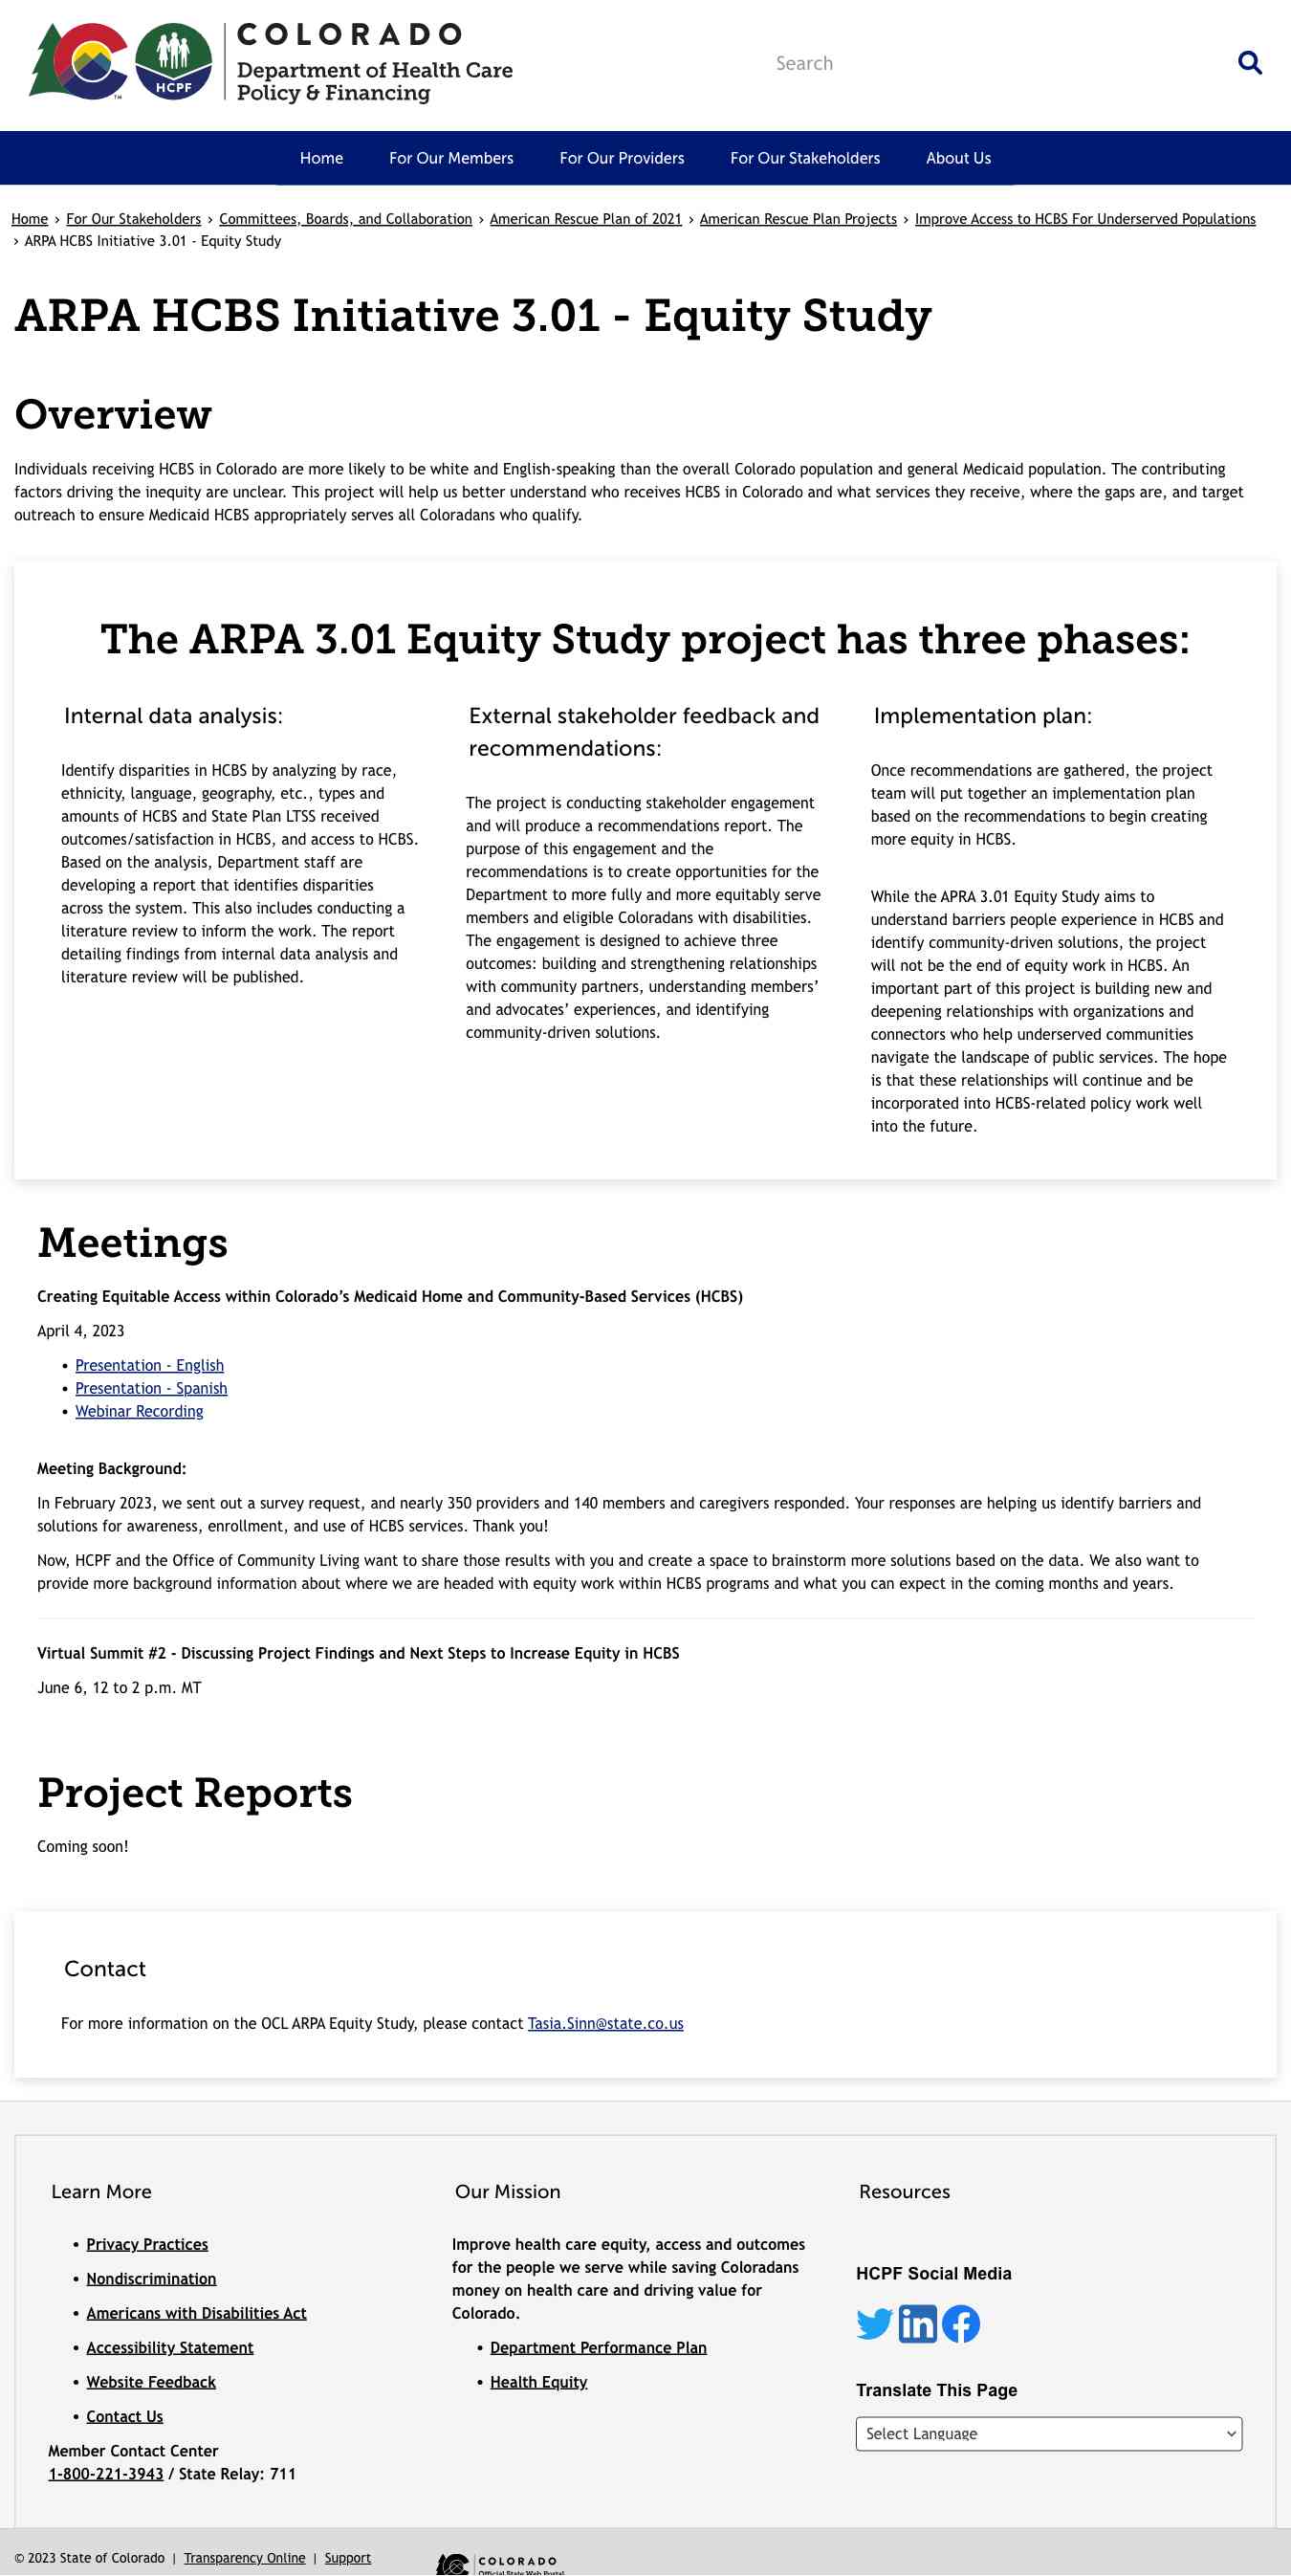 COLORADO
Department of Health Care
Policy & Financing
HCPF
TM
Search
Home
For Our Members
For Our Providers
For Our Stakeholders
About Us
Home › For Our Stakeholders › Committees, Boards, and Collaboration › American Rescue Plan of 2021 › American Rescue Plan Projects › Improve Access to HCBS For Underserved Populations
› ARPA HCBS Initiative 3.01 - Equity Study
ARPA HCBS Initiative 3.01 - Equity Study
Overview
Individuals receiving HCBS in Colorado are more likely to be white and English-speaking than the overall Colorado population and general Medicaid population. The contributing
factors driving the inequity are unclear. This project will help us better understand who receives HCBS in Colorado and what services they receive, where the gaps are, and target
outreach to ensure Medicaid HCBS appropriately serves all Coloradans who qualify.
The ARPA 3.01 Equity Study project has three phases:
Internal data analysis:
Identify disparities in HCBS by analyzing by race,
ethnicity, language, geography, etc., types and
amounts of HCBS and State Plan LTSS received
outcomes/satisfaction in HCBS, and access to HCBS.
Based on the analysis, Department staff are
developing a report that identifies disparities
across the system. This also includes conducting a
literature review to inform the work. The report
detailing findings from internal data analysis and
literature review will be published.
External stakeholder feedback and
recommendations:
The project is conducting stakeholder engagement
and will produce a recommendations report. The
purpose of this engagement and the
recommendations is to create opportunities for the
Department to more fully and more equitably serve
members and eligible Coloradans with disabilities.
The engagement is designed to achieve three
outcomes: building and strengthening relationships
with community partners, understanding members’
and advocates’ experiences, and identifying
community-driven solutions.
Implementation plan:
Once recommendations are gathered, the project
team will put together an implementation plan
based on the recommendations to begin creating
more equity in HCBS.
While the APRA 3.01 Equity Study aims to
understand barriers people experience in HCBS and
identify community-driven solutions, the project
will not be the end of equity work in HCBS. An
important part of this project is building new and
deepening relationships with organizations and
connectors who help underserved communities
navigate the landscape of public services. The hope
is that these relationships will continue and be
incorporated into HCBS-related policy work well
into the future.
Meetings
Creating Equitable Access within Colorado’s Medicaid Home and Community-Based Services (HCBS)
April 4, 2023
• Presentation - English
• Presentation - Spanish
• Webinar Recording
Meeting Background:
In February 2023, we sent out a survey request, and nearly 350 providers and 140 members and caregivers responded. Your responses are helping us identify barriers and
solutions for awareness, enrollment, and use of HCBS services. Thank you!
Now, HCPF and the Office of Community Living want to share those results with you and create a space to brainstorm more solutions based on the data. We also want to
provide more background information about where we are headed with equity work within HCBS programs and what you can expect in the coming months and years.
Virtual Summit #2 - Discussing Project Findings and Next Steps to Increase Equity in HCBS
June 6, 12 to 2 p.m. MT
Project Reports
Coming soon!
Contact
For more information on the OCL ARPA Equity Study, please contact Tasia.Sinn@state.co.us
Learn More
• Privacy Practices
• Nondiscrimination
• Americans with Disabilities Act
• Accessibility Statement
• Website Feedback
• Contact Us
Member Contact Center
1-800-221-3943 / State Relay: 711
Our Mission
Improve health care equity, access and outcomes
for the people we serve while saving Coloradans
money on health care and driving value for
Colorado.
• Department Performance Plan
• Health Equity
Resources
HCPF Social Media
in
Translate This Page
Select Language
© 2023 State of Colorado | Transparency Online | Support
COLORADO
Official State Web Portal